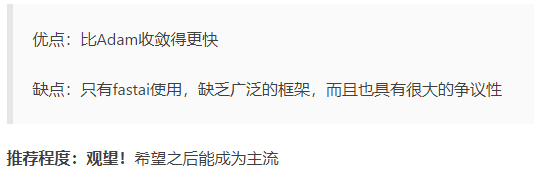 优点：比Adam收敛得更快
缺点：只有fastai使用，缺乏广泛的框架，而且也具有很大的争议性
推荐程度：观望！希望之后能成为主流